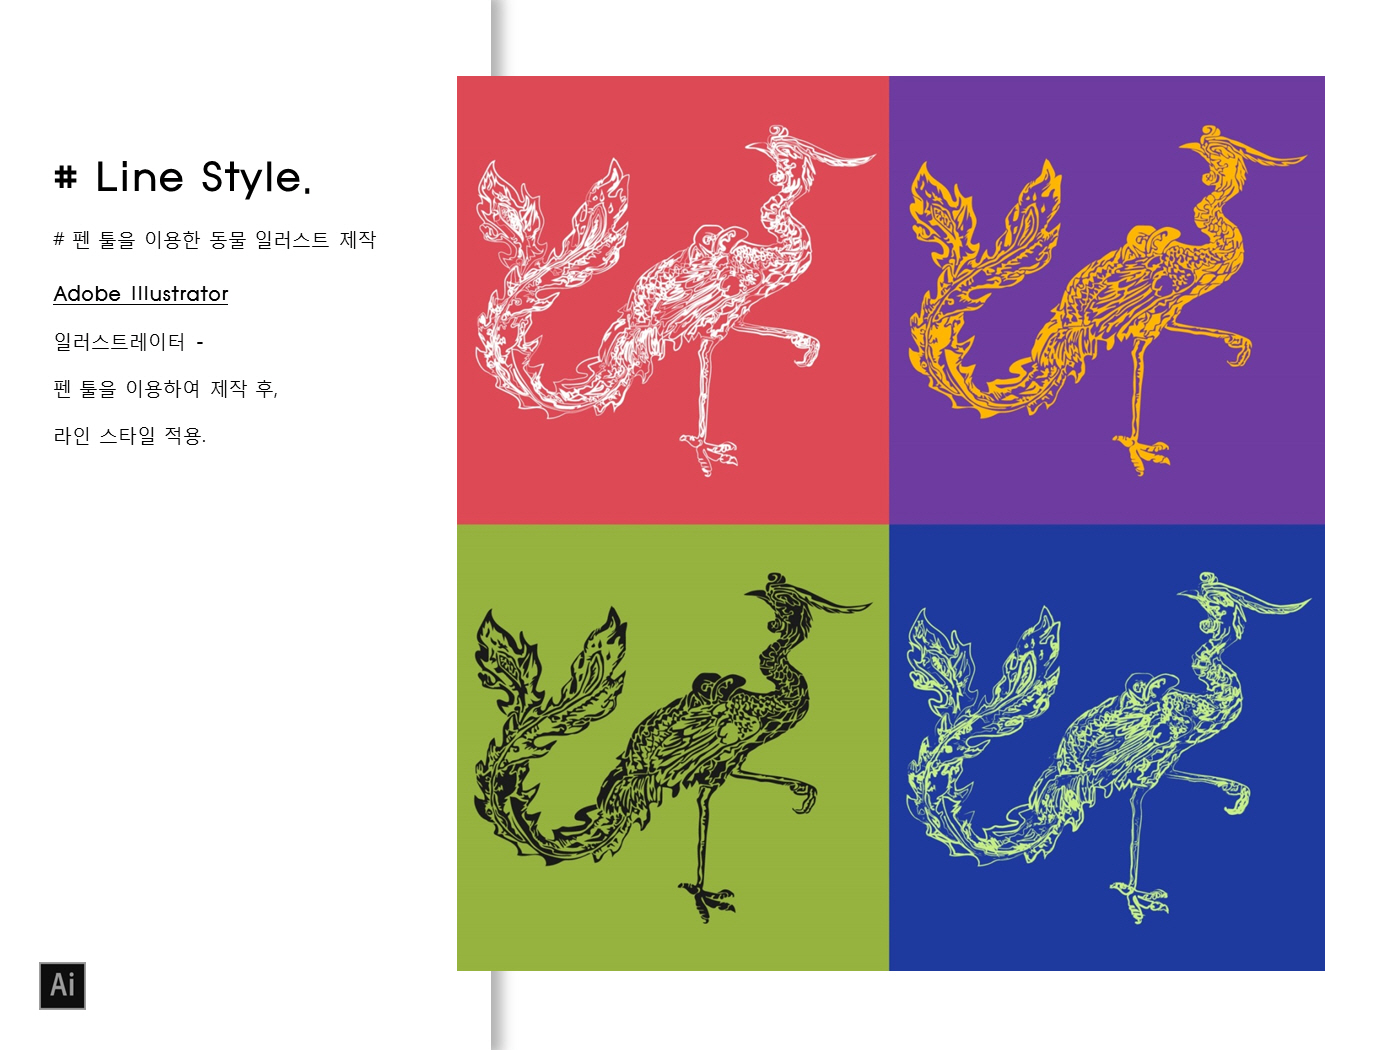 # Line Style.
# 펜 툴을 이용한 동물 일러스트 제작
Adobe Illustrator
일러스트레이터 -
펜 툴을 이용하여 제작 후,
라인 스타일 적용.
Ai